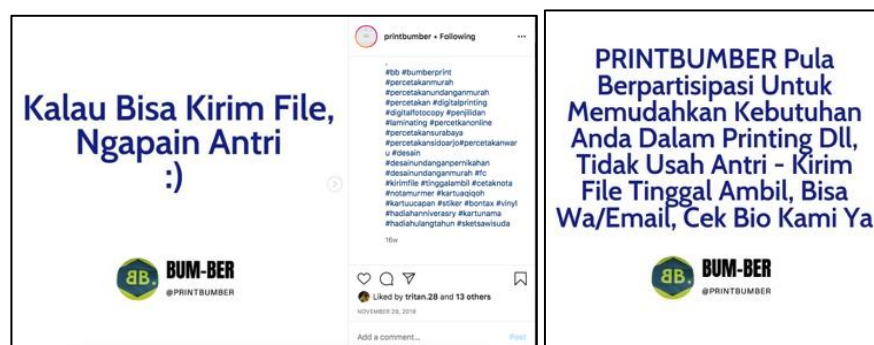 Kalau Bisa Kirim File,
Ngapain Antri
:)
BB.
BUM-BER
@PRINTBUMBER
printbumber • Following
...
.
#bb #bumberprint
#percetakanmurah
#percetakanundanganmurah
#percetakan #digitalprinting
#digitalfotocopy #penjilidan
#laminating #percetkanonline
#percetakansurabaya
#percetakansidoarjo#percetakanwar
u #desain
#desainundanganpernikahan
#desainundanganmurah #fc
#kirimfile #tinggalambil #cetaknota
#notamurmer #kartuaqiqoh
#kartuucapan #stiker #bontax #vinyl
#hadiahanniverasry #kartunama
#hadiahulangtahun #sketsawisuda
16w
Liked by tritan.28 and 13 others
NOVEMBER 29, 2018
Add a comment...
Post
PRINTBUMBER Pula
Berpartisipasi Untuk
Memudahkan Kebutuhan
Anda Dalam Printing Dll,
Tidak Usah Antri - Kirim
File Tinggal Ambil, Bisa
Wa/Email, Cek Bio Kami Ya
BB.
BUM-BER
@PRINTBUMBER